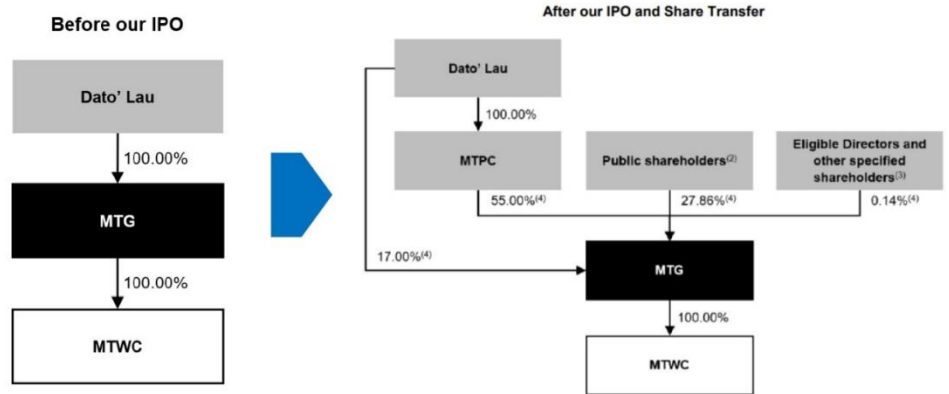 Before our IPO
Dato' Lau
100.00%
MTG
100.00%
MTWC
After our IPO and Share Transfer
Dato' Lau
100.00%
MTPC
Public shareholders(2)
Eligible Directors and
other specified
shareholders(3)
55.00%(4)
27.86%(4)
0.14%(4)
17.00%(4)
MTG
100.00%
MTWC